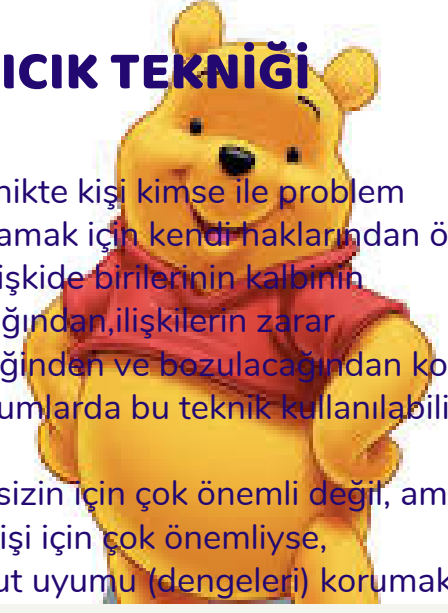 ICIK TEKNİĞİ
nikte kişi kimse ile problem
amak için kendi haklarından ö
işkide birilerinin kalbinin
ğından,ilişkilerin zarar
ğinden ve bozulacağından ko
umlarda bu teknik kullanılabili
sizin için çok önemli değil, am
işi için çok önemliyse,
ut uyumu (dengeleri) korumak